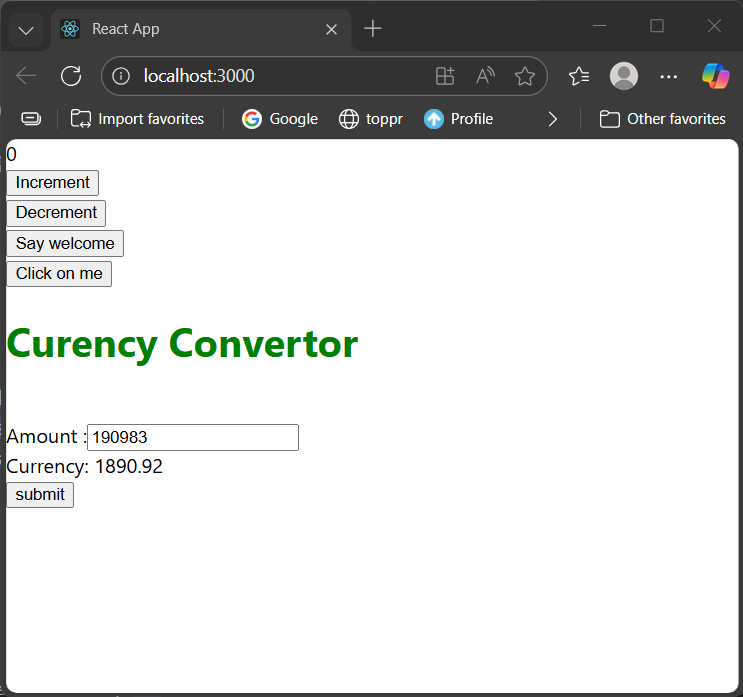 React App
localhost:3000
Import favorites Google toppr Profile Other favorites
0
Increment
Decrement
Say welcome
Click on me
Curency Convertor
Amount :190983
Currency: 1890.92
submit